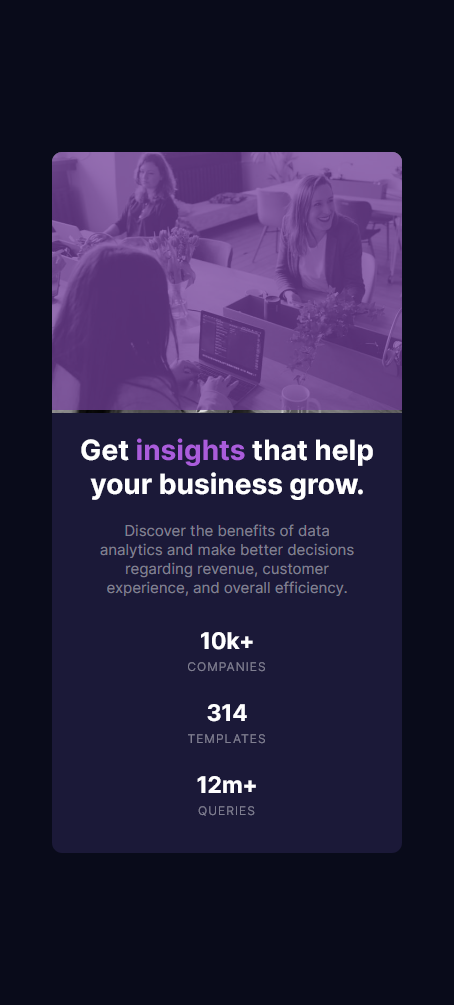 Get insights that help
your business grow.
Discover the benefits of data
analytics and make better decisions
regarding revenue, customer
experience, and overall efficiency.
10k+
COMPANIES
314
TEMPLATES
12m+
QUERIES